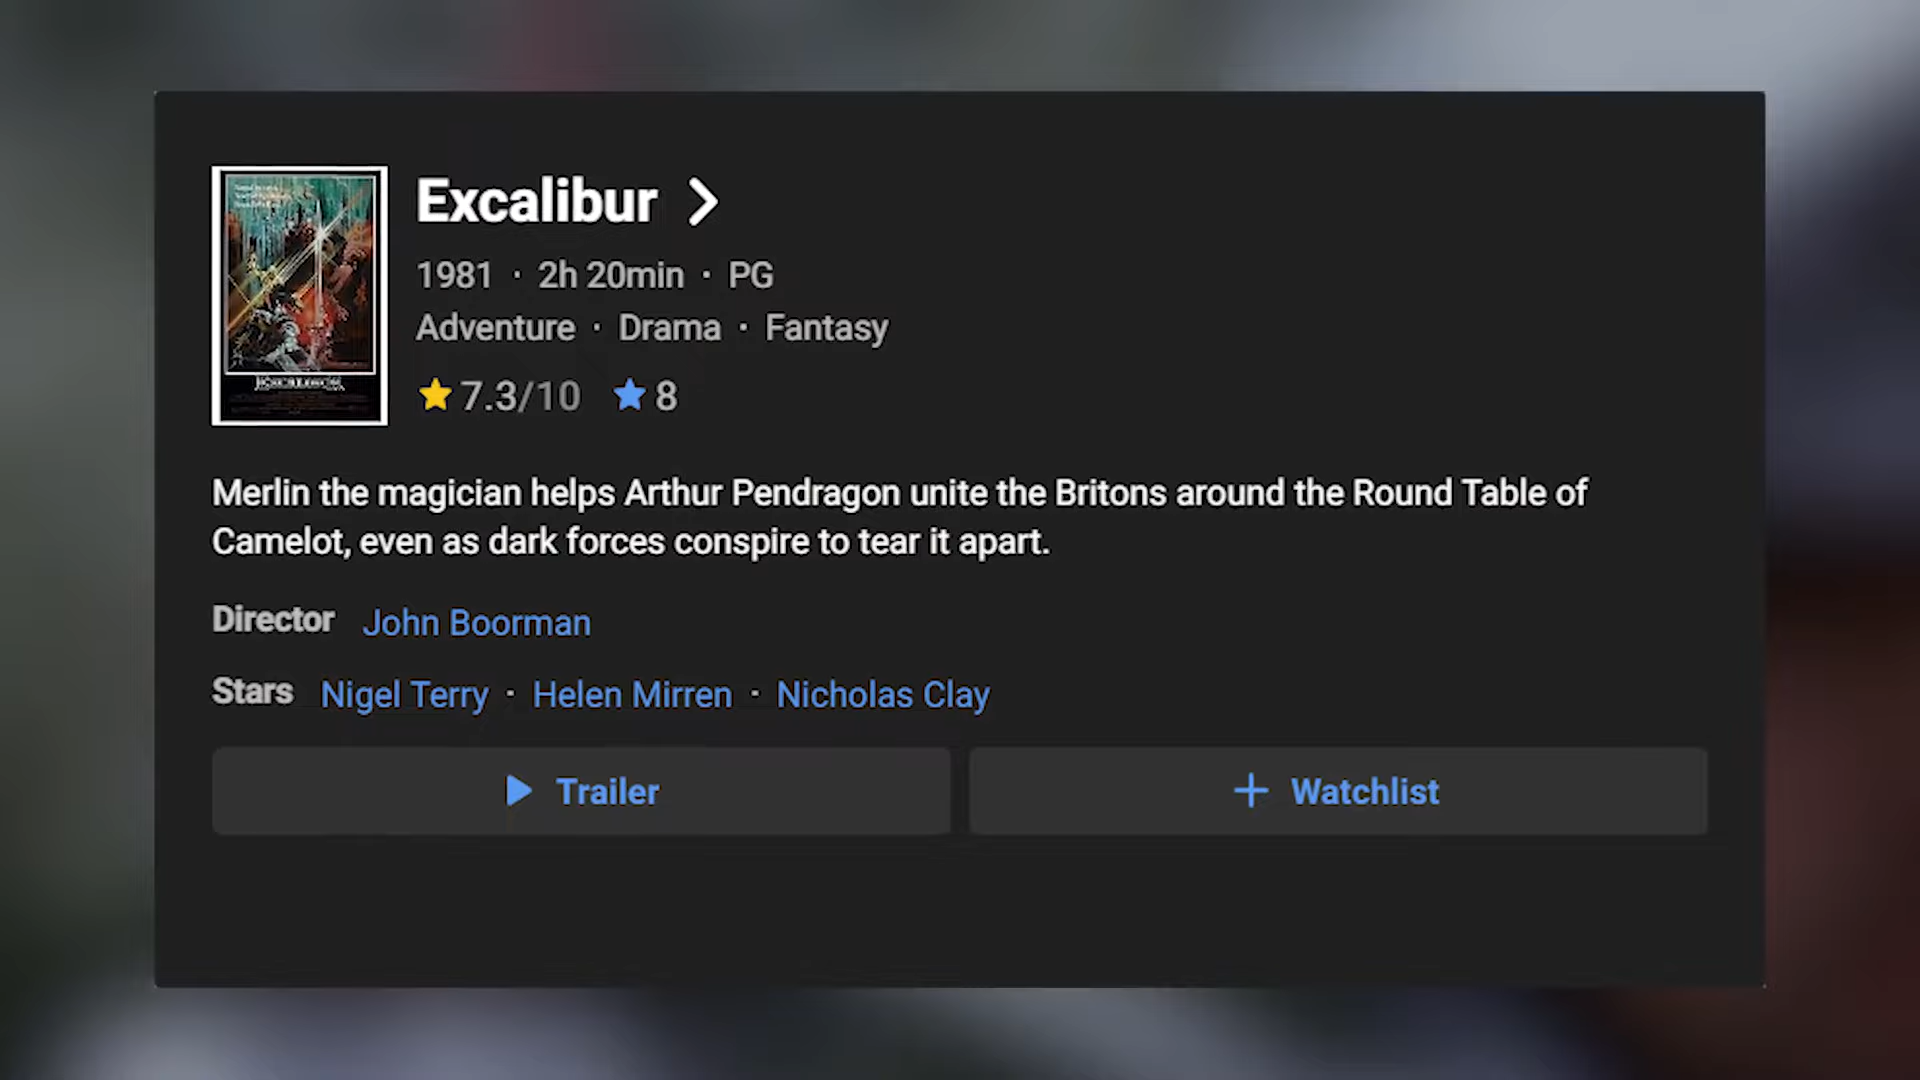 Excalibur
1981 · 2h 20min · PG
Adventure · Drama · Fantasy
7.3/10 8
Merlin the magician helps Arthur Pendragon unite the Britons around the Round Table of
Camelot, even as dark forces conspire to tear it apart.
Director John Boorman
Stars Nigel Terry · Helen Mirren · Nicholas Clay
Trailer
Watchlist